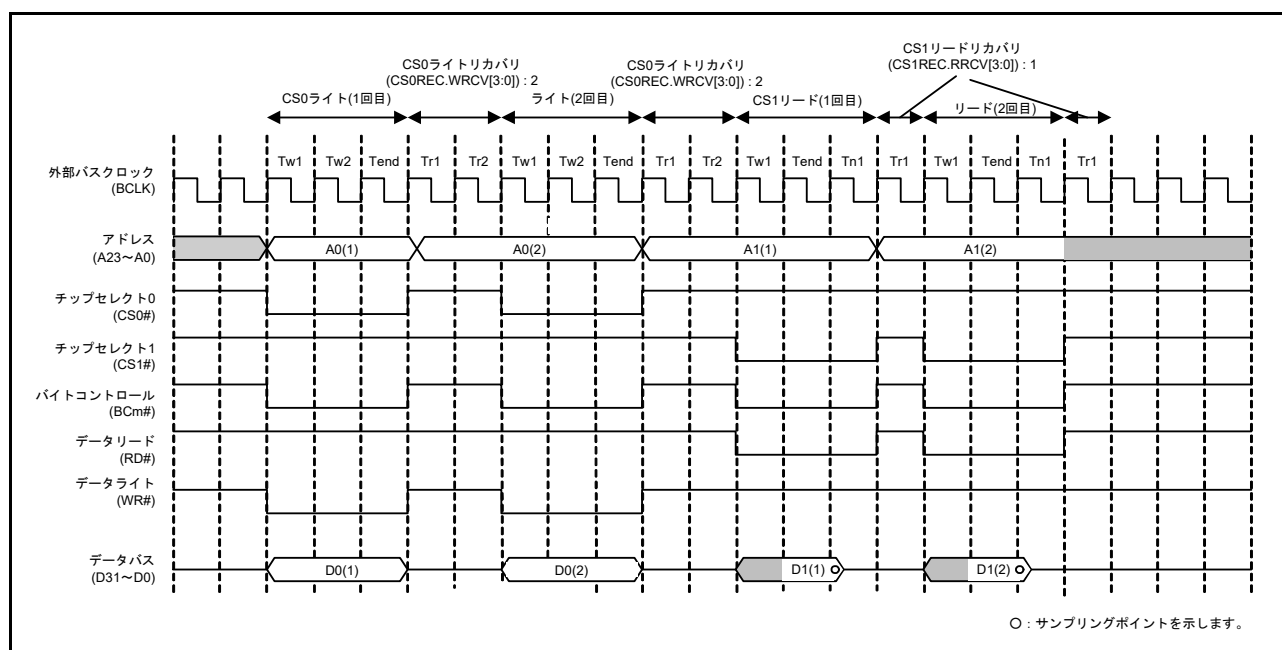 CS0ライトリカバリ
(CS0REC.WRCV[3:0]) : 2
CS0ライトリカバリ
(CS0REC.WRCV[3:0]) : 2
CS1リードリカバリ
(CS1REC.RRCV[3:0]) : 1
CS0ライト(1回目)
ライト(2回目)
CS1リード(1回目)
リード(2回目)
Tw1 Tw2 Tend Tr1 Tr2 Tw1 Tw2 Tend Tr1 Tr2 Tw1 Tend Tn1 Tr1 Tw1 Tend Tn1 Tr1
外部バスクロック
(BCLK)
アドレス
(A23~A0)
A0(1) A0(2) A1(1) A1(2)
チップセレクト0
(CS0#)
チップセレクト1
(CS1#)
バイトコントロール
(BCm#)
データリード
(RD#)
データライト
(WR#)
データバス
(D31~D0)
D0(1) D0(2) D1(1) D1(2)
○ : サンプリングポイントを示します。